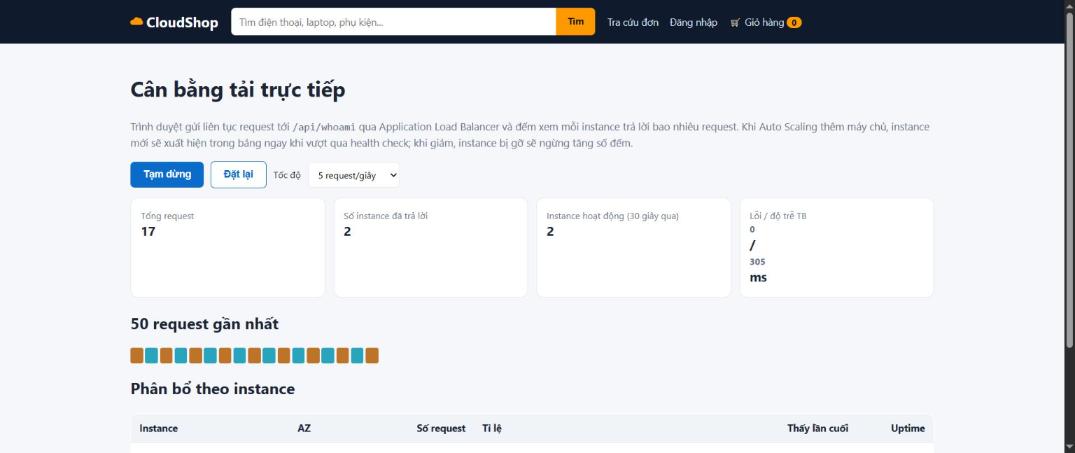 CloudShop
Tìm điện thoại, laptop, phụ kiện...
Tìm
Tra cứu đơn
Đăng nhập
Giỏ hàng 0
Cân bằng tải trực tiếp
Trình duyệt gửi liên tục request tới /api/whoami qua Application Load Balancer và đếm xem mỗi instance trả lời bao nhiêu request. Khi Auto Scaling thêm máy chủ, instance
mới sẽ xuất hiện trong bảng ngay khi vượt qua health check; khi giảm, instance bị gỡ sẽ ngừng tăng số đếm.
Tạm dừng
Đặt lại
Tốc độ
5 request/giây
Tổng request
17
Số instance đã trả lời
2
Instance hoạt động (30 giây qua)
2
Lỗi / độ trễ TB
0
/
305
ms
50 request gần nhất
Phân bổ theo instance
Instance AZ Số request Tỉ lệ Thấy lần cuối Uptime